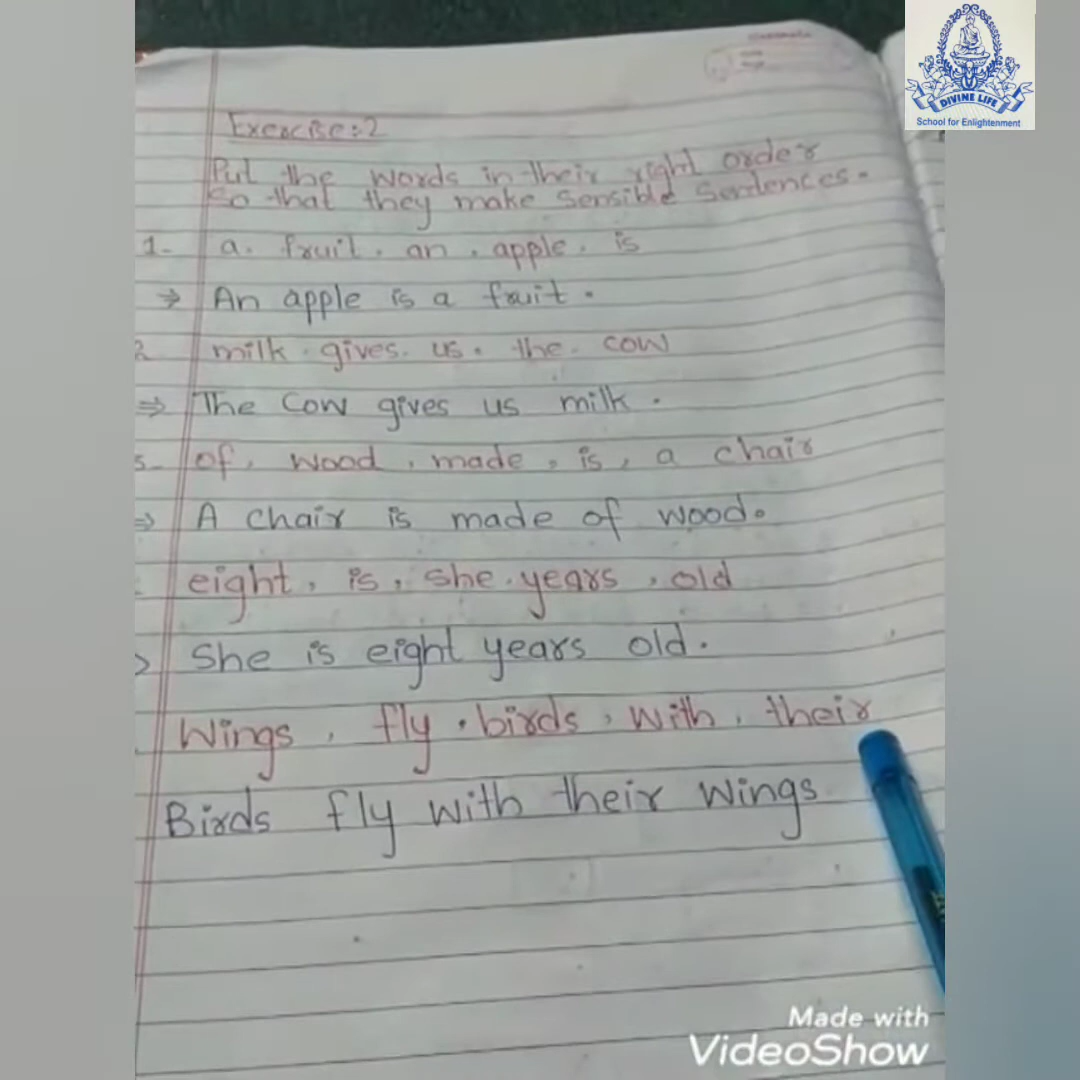 DIVINE LIFE
School for Enlightenment
Exercise:2
Put the words in their right order
So that they make Sensible Sentences.
1- a. fruit. an. apple. is
⇒ An apple is a fruit.
2 milk. gives. us. the. cow
⇒ The Cow gives us milk.
of, wood, made, is, a chair
⇒ A chair is made of wood.
eight, is, she. years, old
She is eight years old.
Wings, fly. birds, with, their
Birds fly with their wings
Made with
VideoShow